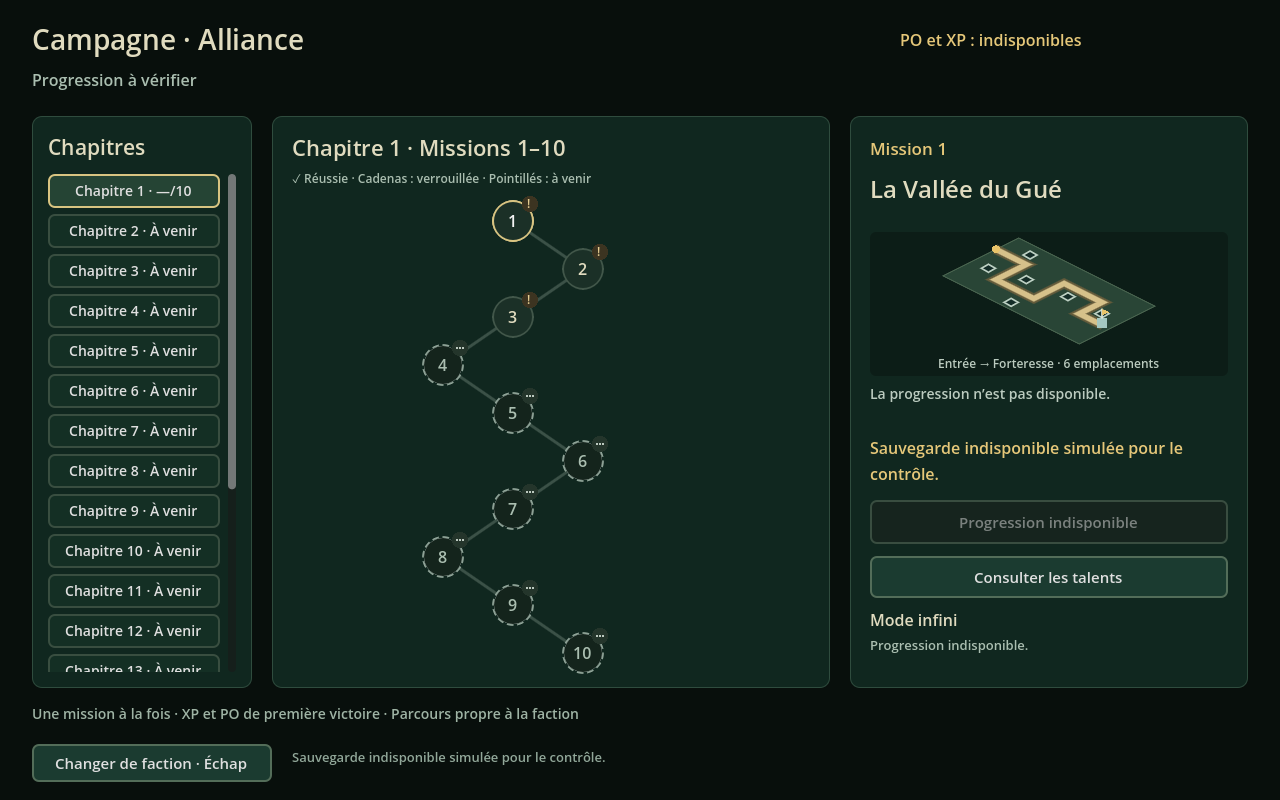 Campagne · Alliance
PO et XP : indisponibles
Progression à vérifier
Chapitres
Chapitre 1 · —/10
Chapitre 2 · À venir
Chapitre 3 · À venir
Chapitre 4 · À venir
Chapitre 5 · À venir
Chapitre 6 · À venir
Chapitre 7 · À venir
Chapitre 8 · À venir
Chapitre 9 · À venir
Chapitre 10 · À venir
Chapitre 11 · À venir
Chapitre 12 · À venir
Chapitre 13 · À venir
Chapitre 1 · Missions 1–10
✓ Réussie · Cadenas : verrouillée · Pointillés : à venir
1 !
2 !
3 !
4 ...
5 ...
6 ...
7 ...
8 ...
9 ...
10 ...
Mission 1
La Vallée du Gué
Entrée → Forteresse · 6 emplacements
La progression n’est pas disponible.
Sauvegarde indisponible simulée pour le
contrôle.
Progression indisponible
Consulter les talents
Mode infini
Progression indisponible.
Une mission à la fois · XP et PO de première victoire · Parcours propre à la faction
Changer de faction · Échap
Sauvegarde indisponible simulée pour le contrôle.